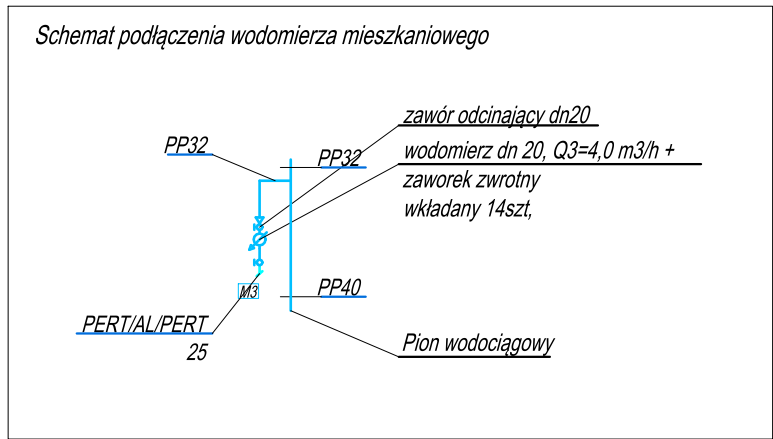 Schemat podłączenia wodomierza mieszkaniowego
zawór odcinający dn20
PP32
PP32
wodomierz dn 20, Q3=4,0 m3/h +
zaworek zwrotny
wkładany 14szt,
M3
PP40
PERT/AL/PERT
25
Pion wodociągowy